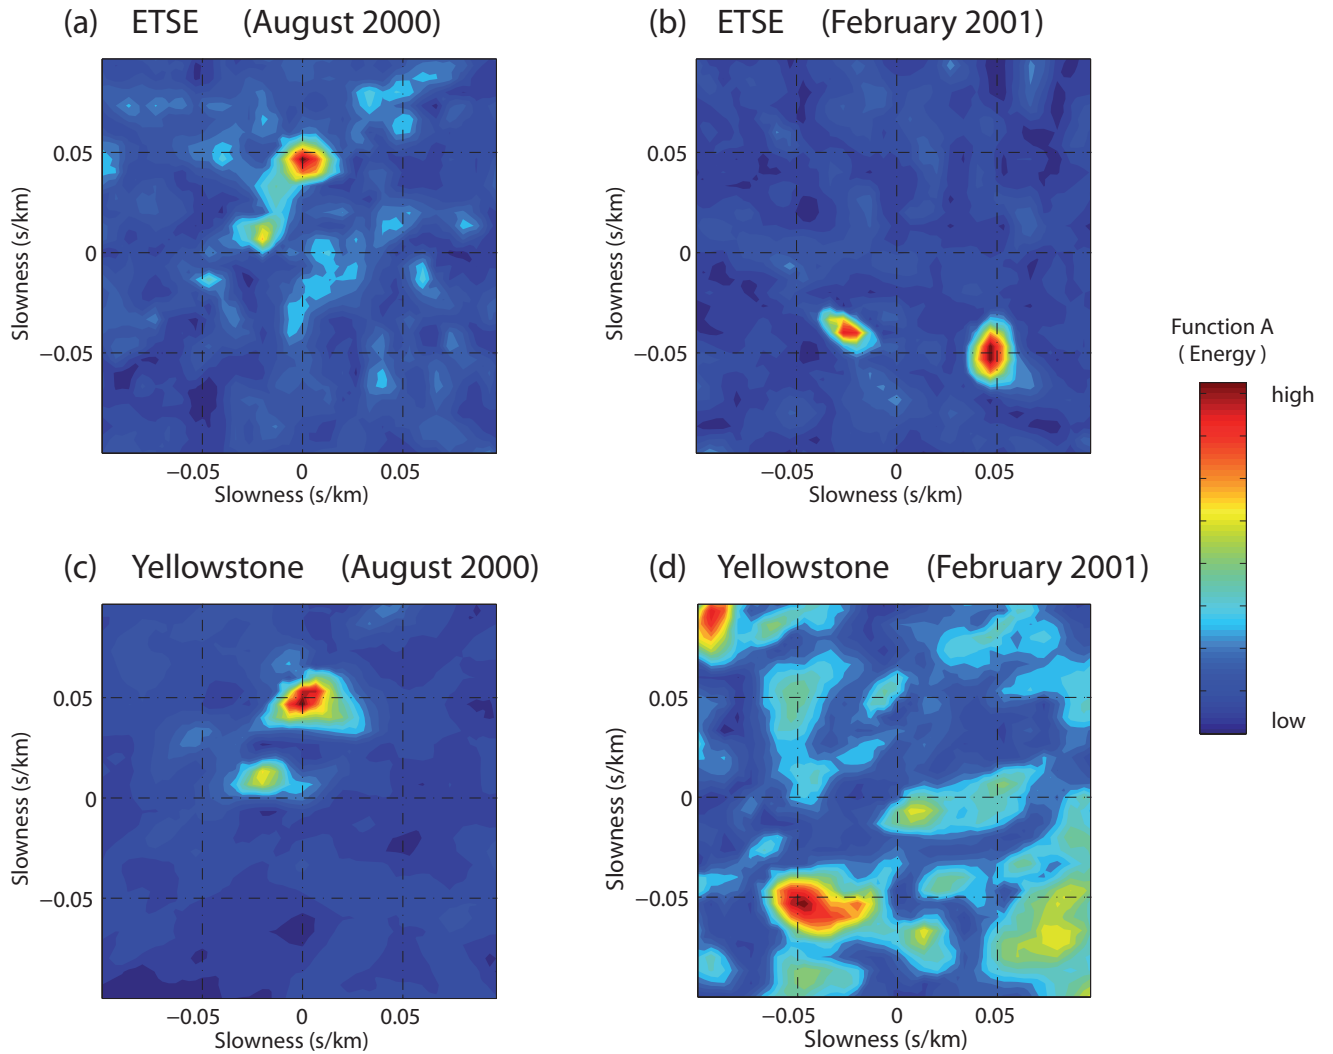 (a) ETSE (August 2000)
(b) ETSE (February 2001)
0.05
0
−0.05
Slowness (s/km)
−0.05 0 0.05
Slowness (s/km)
0.05
0
−0.05
Slowness (s/km)
−0.05 0 0.05
Slowness (s/km)
Function A
( Energy )
high
low
(c) Yellowstone (August 2000)
(d) Yellowstone (February 2001)
0.05
0
−0.05
Slowness (s/km)
−0.05 0 0.05
Slowness (s/km)
0.05
0
−0.05
Slowness (s/km)
−0.05 0 0.05
Slowness (s/km)